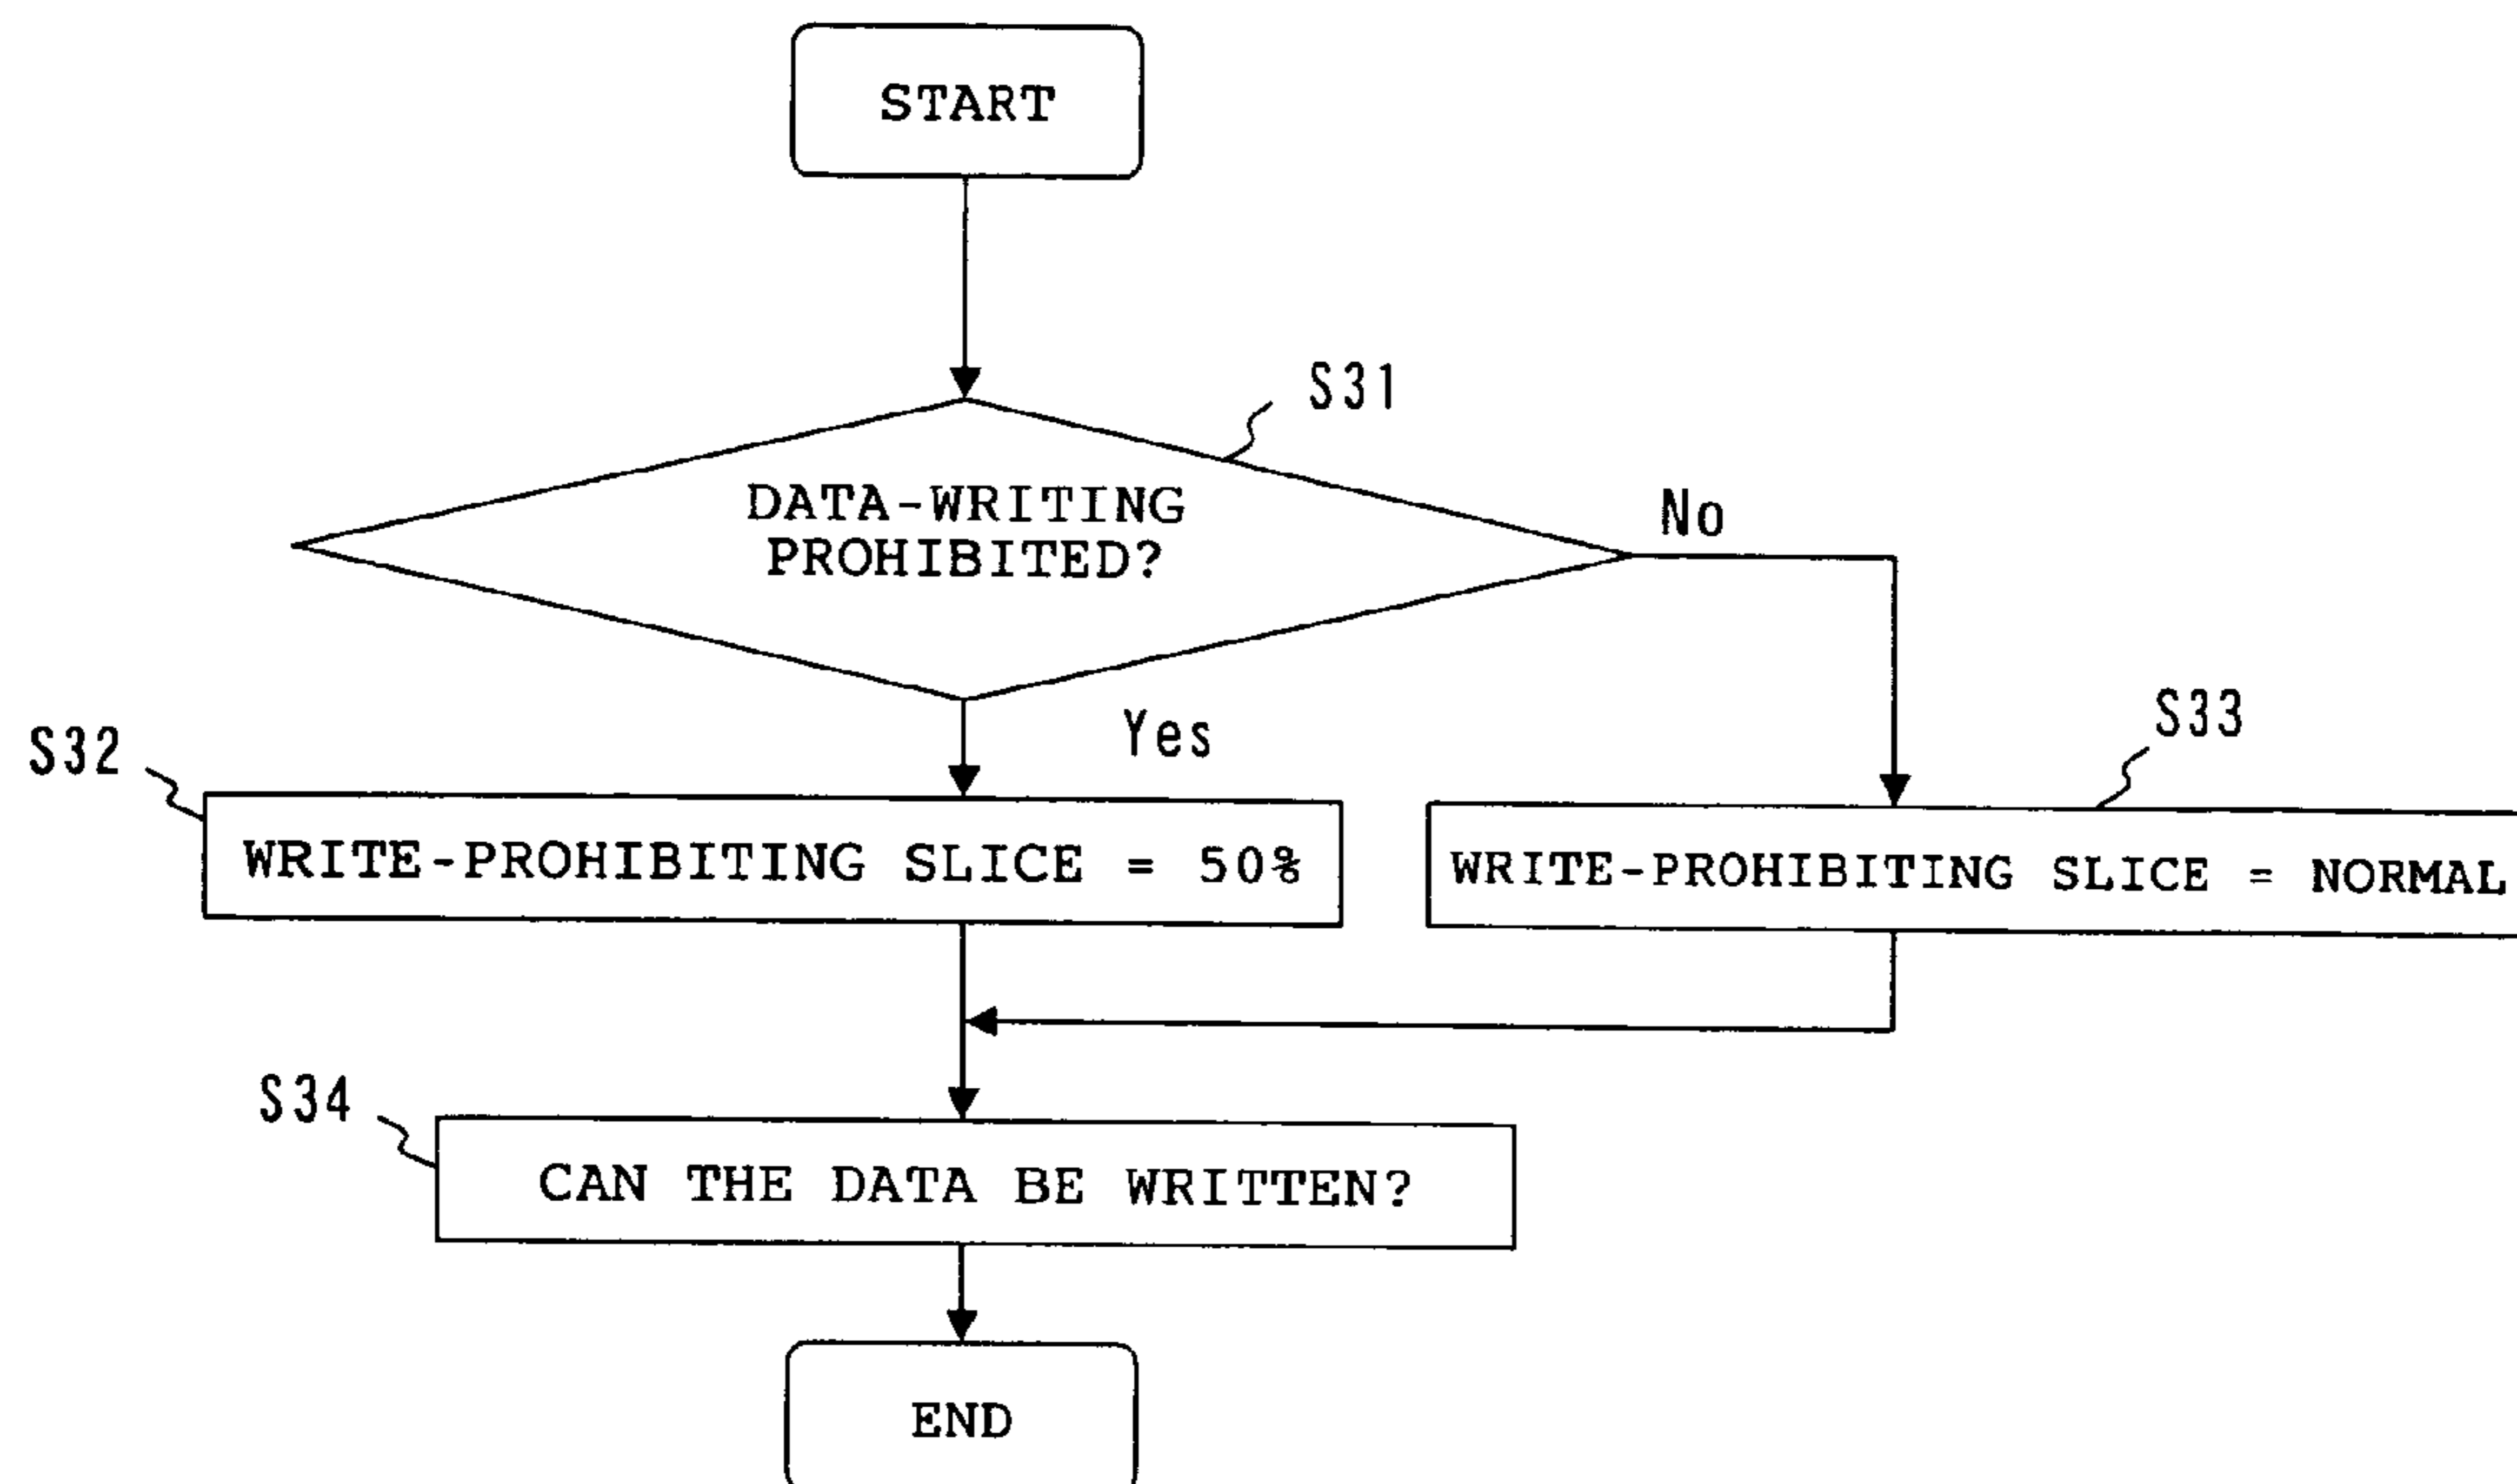 START
S31
DATA-WRITING
PROHIBITED?
No
Yes
S32
WRITE-PROHIBITING SLICE = 50%
S33
WRITE-PROHIBITING SLICE = NORMAL
S34
CAN THE DATA BE WRITTEN?
END